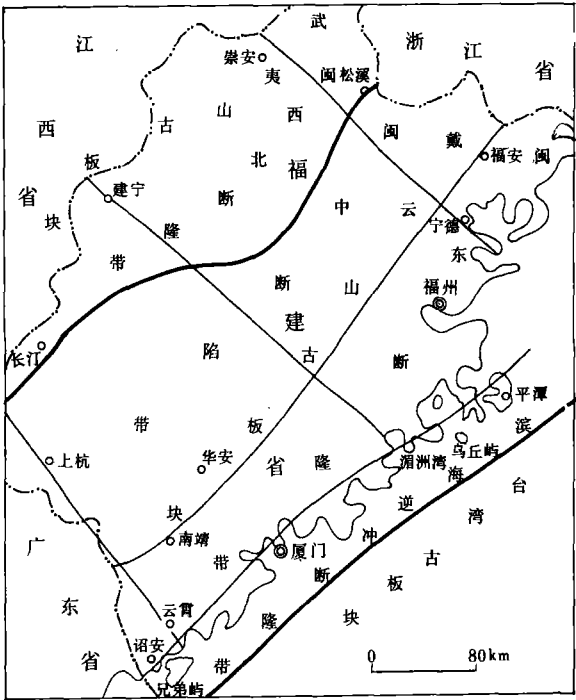 江西省
浙江省
武夷山古板块
崇安
闽西北断隆带
松溪
福建省
闽中断陷带
戴云山古板块
福安
闽东断隆带
建宁
宁德
福州
长汀
平潭
上杭
华安
湄洲湾
乌丘屿
滨海逆冲断隆带
台湾古板块
南靖
厦门
广东省
云霄
诏安
兄弟屿
0 80km